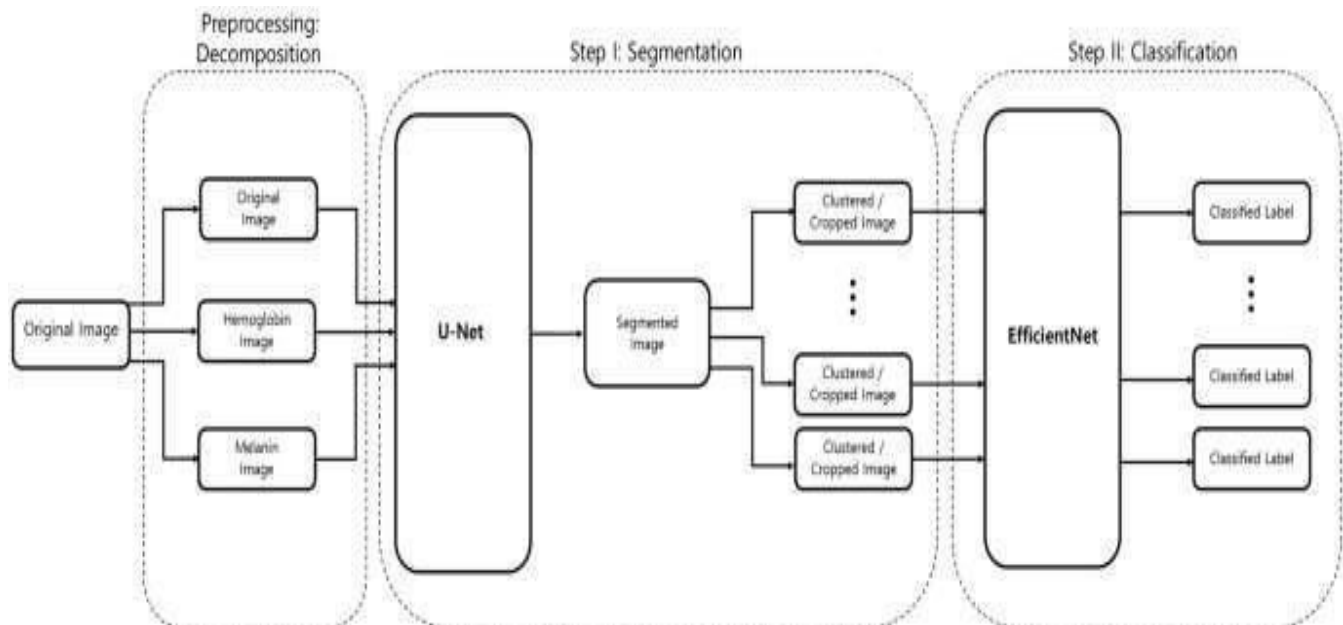 Preprocessing:
Decomposition
Step I: Segmentation
Step II: Classification
Original Image
Original
Image
Hemoglobin
Image
Melanin
Image
U-Net
Segmented
Image
Clustered /
Cropped Image
Clustered /
Cropped Image
Clustered /
Cropped Image
EfficientNet
Classified Label
Classified Label
Classified Label